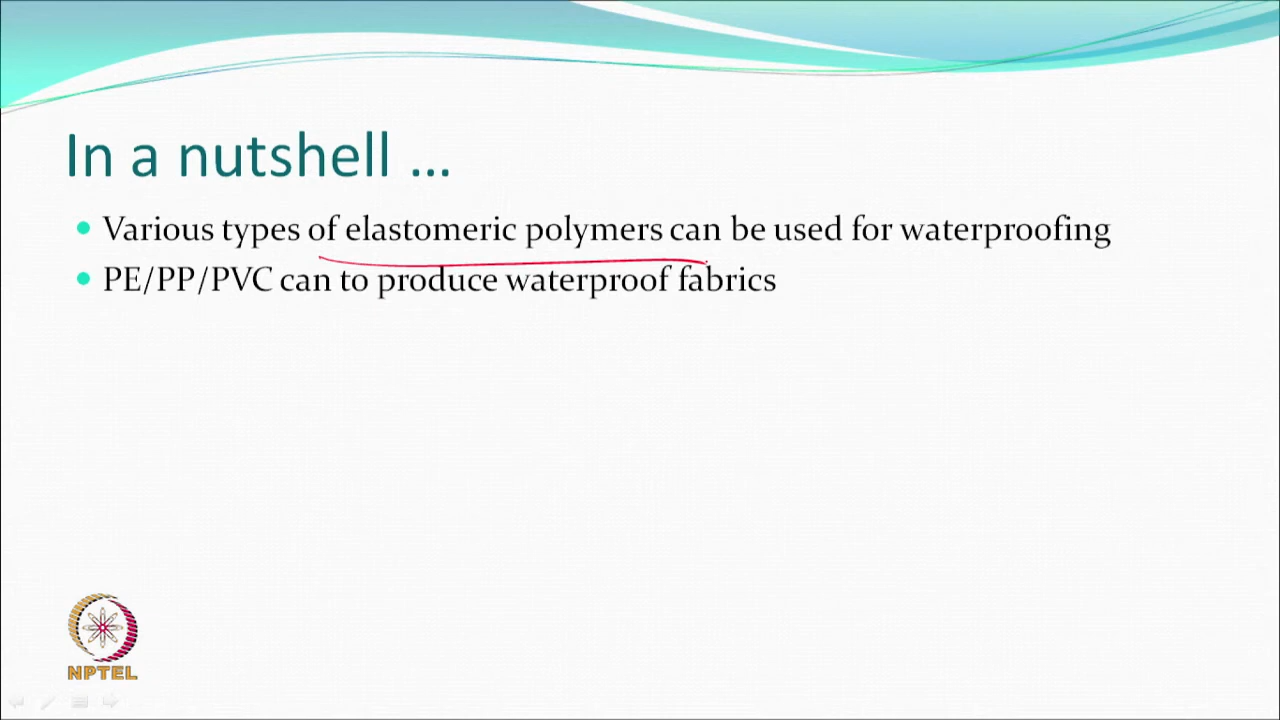 In a nutshell ...
Various types of elastomeric polymers can be used for waterproofing
PE/PP/PVC can to produce waterproof fabrics
NPTEL